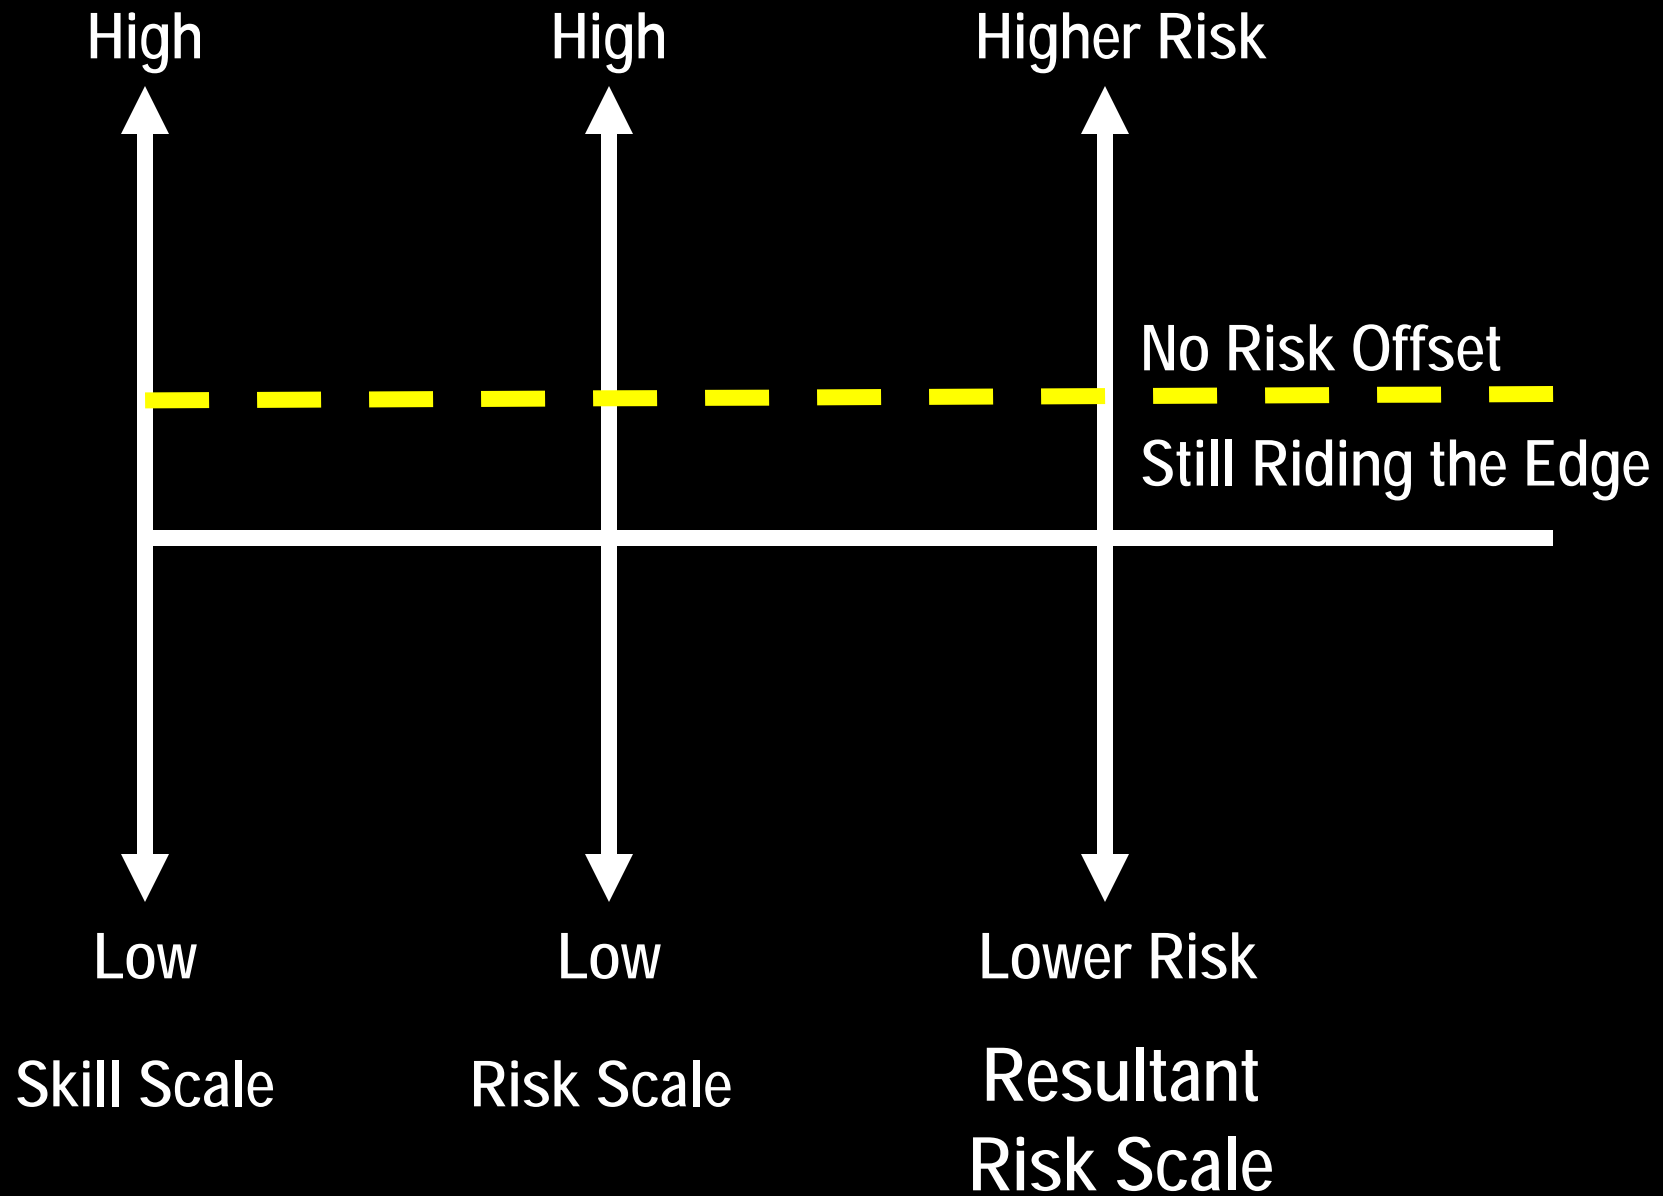 High
High
Higher Risk
No Risk Offset
Still Riding the Edge
Low
Low
Lower Risk
Skill Scale
Risk Scale
Resultant
Risk Scale